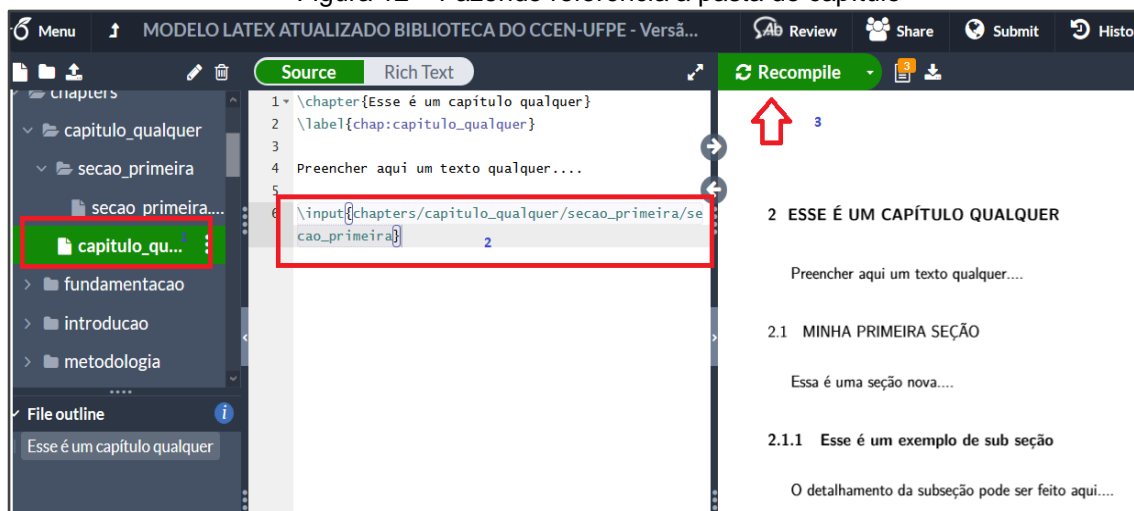 Figura 12 – Fazendo referência à pasta do capítulo
Menu MODELO LATEX ATUALIZADO BIBLIOTECA DO CCEN-UFPE - Versã... Review Share Submit Histo
Source Rich Text Recompile 3
chapters
capitulo_qualquer
secao_primeira
secao_primeira....
capitulo_qu... 1
fundamentacao
introducao
metodologia
File outline
Esse é um capítulo qualquer
1 \chapter{Esse é um capítulo qualquer}
2 \label{chap:capitulo_qualquer}
3
4 Preencher aqui um texto qualquer....
5
6 \input{chapters/capitulo_qualquer/secao_primeira/se
cao_primeira}
2
3
2 ESSE É UM CAPÍTULO QUALQUER
Preencher aqui um texto qualquer....
2.1 MINHA PRIMEIRA SEÇÃO
Essa é uma seção nova....
2.1.1 Esse é um exemplo de sub seção
O detalhamento da subseção pode ser feito aqui....